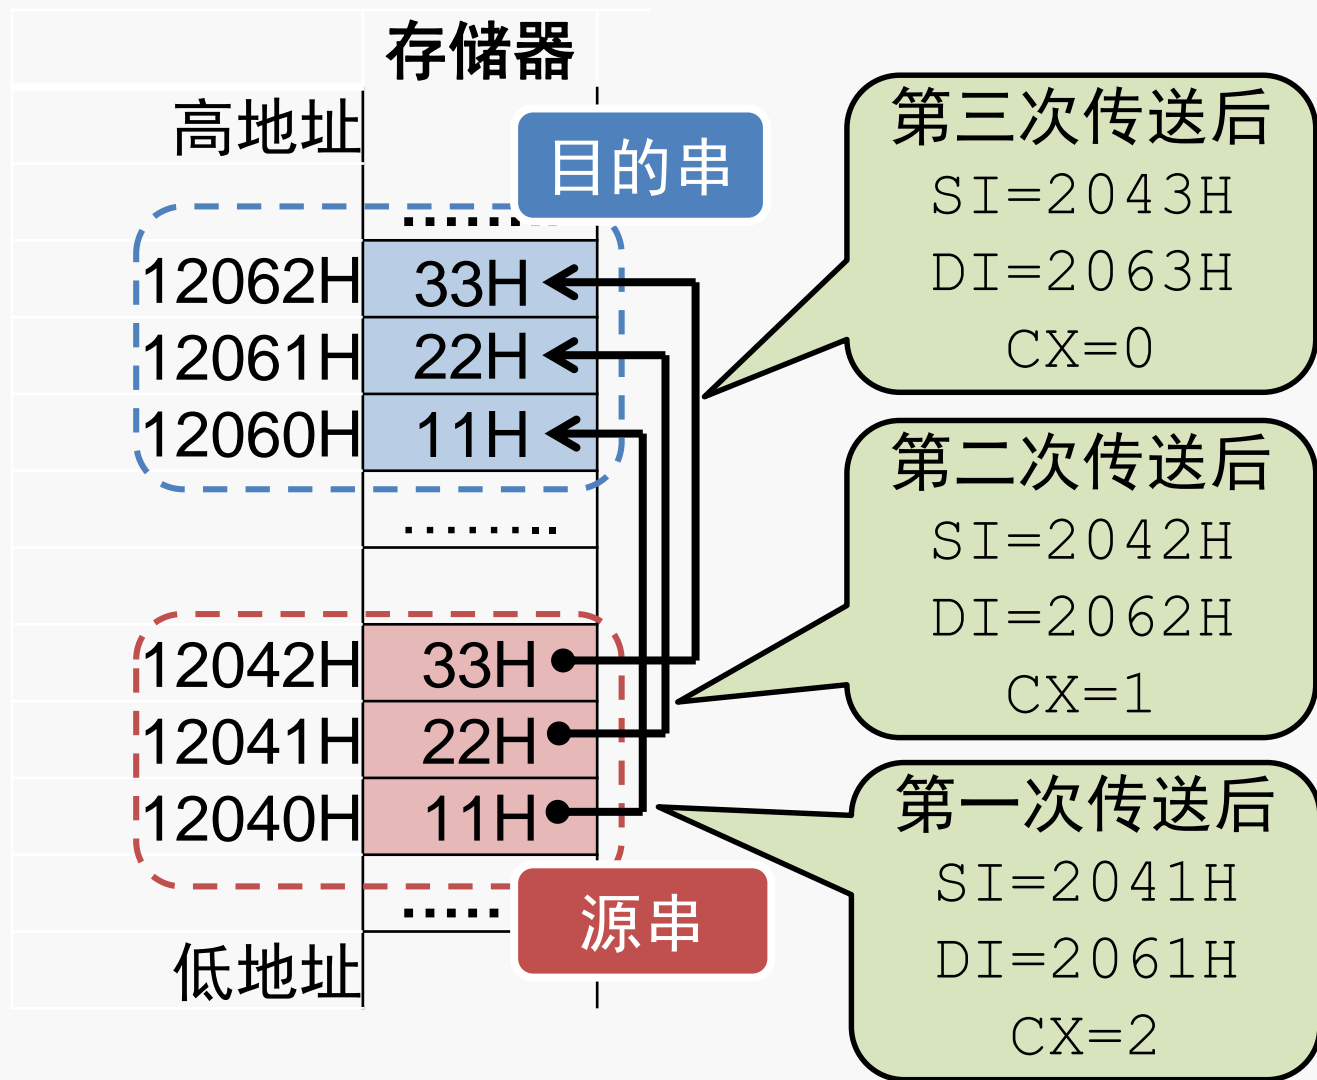 存储器
高地址
目的串
........
12062H 33H
12061H 22H
12060H 11H
........
12042H 33H
12041H 22H
12040H 11H
源串
.....
低地址
第三次传送后
SI=2043H
DI=2063H
CX=0
第二次传送后
SI=2042H
DI=2062H
CX=1
第一次传送后
SI=2041H
DI=2061H
CX=2